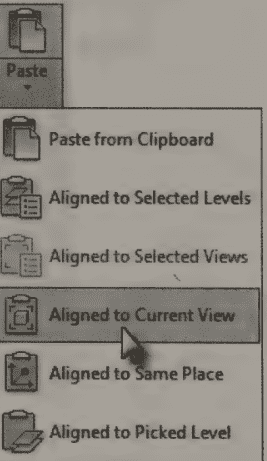 Paste
Paste from Clipboard
Aligned to Selected Levels
Aligned to Selected Views
Aligned to Current View
Aligned to Same Place
Aligned to Picked Level